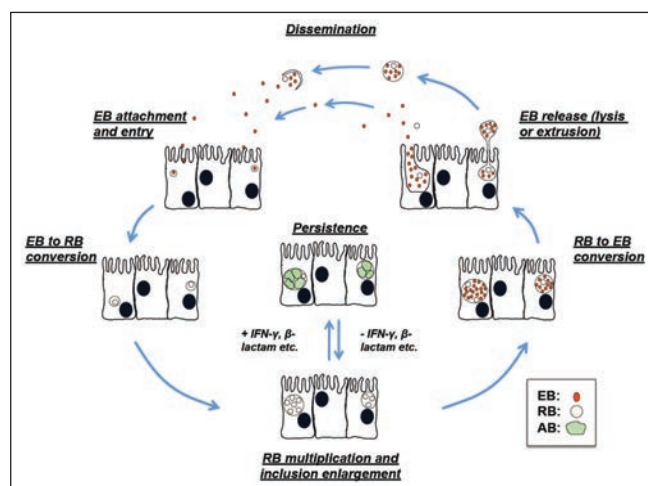 Dissemination
EB attachment
and entry
EB release (lysis
or extrusion)
EB to RB
conversion
Persistence
RB to EB
conversion
+ IFN-γ, β-
lactam etc.
- IFN-γ, β-
lactam etc.
RB multiplication and
inclusion enlargement
EB:
RB:
AB: